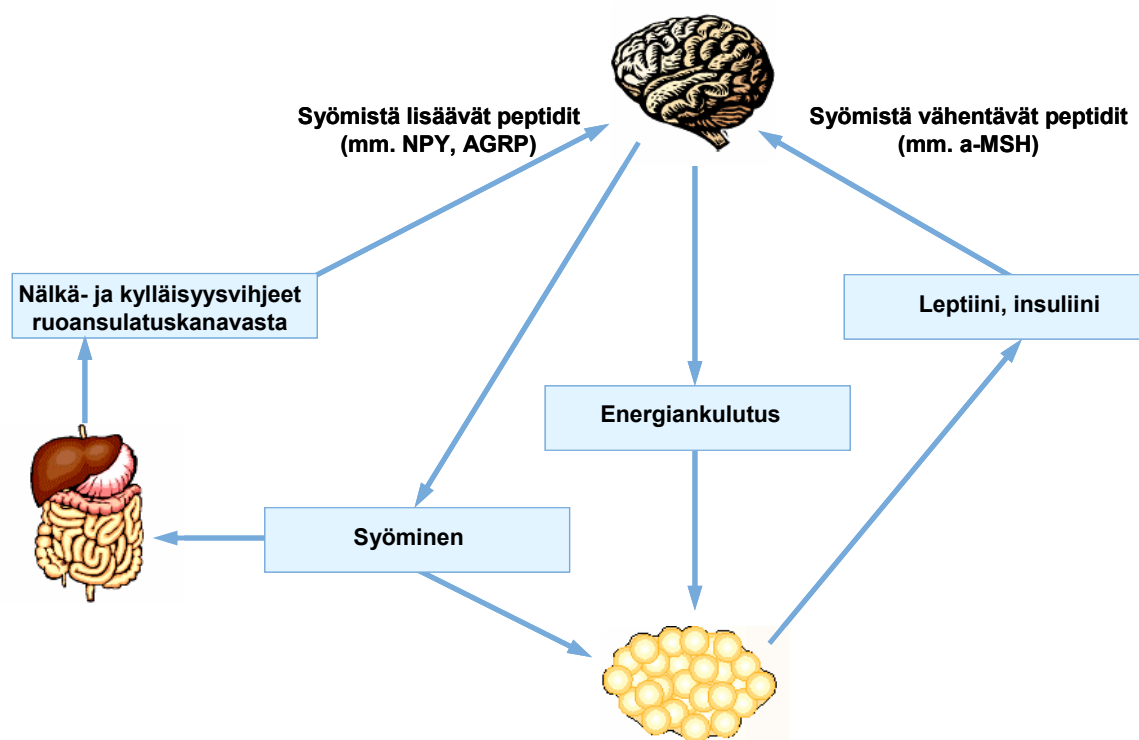 Syömistä lisäävät peptidit
(mm. NPY, AGRP)
Syömistä vähentävät peptidit
(mm. a-MSH)
Nälkä- ja kylläisyysvihjeet
ruoansulatuskanavasta
Leptiini, insuliini
Energiankulutus
Syöminen